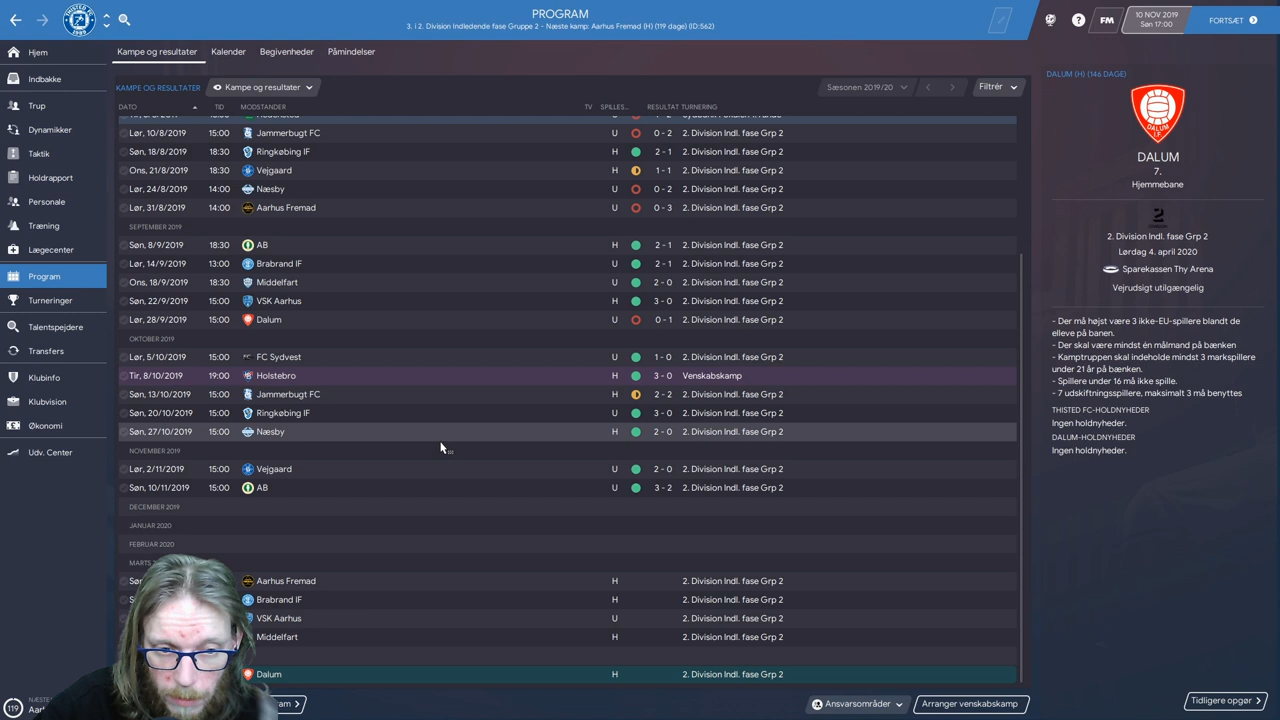 PROGRAM
3. i 2. Division Indledende fase Gruppe 2 - Næste kamp: Aarhus Fremad (H) (119 dage) (ID:562)
10 NOV 2019
Søn 17:00
FORTSÆT
FM
?
Hjem
Indbakke
Trup
Dynamikker
Taktik
Holdrapport
Personale
Træning
Lægecenter
Program
Turneringer
Talentspejdere
Transfers
Klubinfo
Klubvision
Økonomi
Udv. Center
Kampe og resultater
Kalender
Begivenheder
Påmindelser
KAMPE OG RESULTATER
Kampe og resultater
Sæsonen 2019/20
Filtrér
DATO TID MODSTANDER TV SPILLES... RESULTAT TURNERING
Lør, 10/8/2019 15:00 Jammerbugt FC U 0 - 2 2. Division Indl. fase Grp 2
Søn, 18/8/2019 18:30 Ringkøbing IF H 2 - 1 2. Division Indl. fase Grp 2
Ons, 21/8/2019 18:30 Vejgaard H 1 - 1 2. Division Indl. fase Grp 2
Lør, 24/8/2019 14:00 Næsby U 0 - 2 2. Division Indl. fase Grp 2
Lør, 31/8/2019 14:00 Aarhus Fremad U 0 - 3 2. Division Indl. fase Grp 2
SEPTEMBER 2019
Søn, 8/9/2019 18:30 AB H 2 - 1 2. Division Indl. fase Grp 2
Lør, 14/9/2019 13:00 Brabrand IF U 2 - 1 2. Division Indl. fase Grp 2
Ons, 18/9/2019 18:30 Middelfart U 2 - 0 2. Division Indl. fase Grp 2
Søn, 22/9/2019 15:00 VSK Aarhus H 3 - 0 2. Division Indl. fase Grp 2
Lør, 28/9/2019 15:00 Dalum U 0 - 1 2. Division Indl. fase Grp 2
OKTOBER 2019
Lør, 5/10/2019 15:00 FC Sydvest U 1 - 0 2. Division Indl. fase Grp 2
Tir, 8/10/2019 19:00 Holstebro H 3 - 0 Venskabskamp
Søn, 13/10/2019 15:00 Jammerbugt FC H 2 - 2 2. Division Indl. fase Grp 2
Søn, 20/10/2019 15:00 Ringkøbing IF U 3 - 0 2. Division Indl. fase Grp 2
Søn, 27/10/2019 15:00 Næsby H 2 - 0 2. Division Indl. fase Grp 2
NOVEMBER 2019
Lør, 2/11/2019 15:00 Vejgaard U 2 - 0 2. Division Indl. fase Grp 2
Søn, 10/11/2019 15:00 AB U 3 - 2 2. Division Indl. fase Grp 2
DECEMBER 2019
JANUAR 2020
FEBRUAR 2020
MARTS
Aarhus Fremad H 2. Division Indl. fase Grp 2
Brabrand IF H 2. Division Indl. fase Grp 2
VSK Aarhus U 2. Division Indl. fase Grp 2
Middelfart H 2. Division Indl. fase Grp 2
Dalum H 2. Division Indl. fase Grp 2
119
Ansvarsområder
Arranger venskabskamp
DALUM (H) (146 DAGE)
DALUM I.F.
DALUM
7.
Hjemmebane
2
2. Division Indl. fase Grp 2
Lørdag 4. april 2020
Sparekassen Thy Arena
Vejrudsigt utilgængelig
- Der må højst være 3 ikke-EU-spillere blandt de
elleve på banen.
- Der skal være mindst én målmand på bænken
- Kamptruppen skal indeholde mindst 3 markspillere
under 21 år på bænken.
- Spillere under 16 må ikke spille.
- 7 udskiftningsspillere, maksimalt 3 må benyttes
THISTED FC-HOLDNYHEDER
Ingen holdnyheder.
DALUM-HOLDNYHEDER
Ingen holdnyheder.
Tidligere opgør